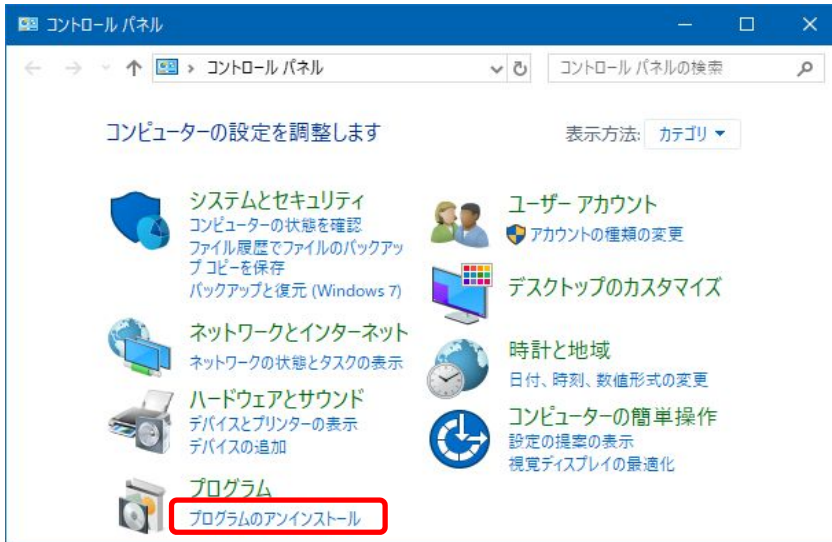 コントロール パネル
コントロール パネル
コントロール パネルの検索
コンピューターの設定を調整します
表示方法: カテゴリ
システムとセキュリティ
コンピューターの状態を確認
ファイル履歴でファイルのバックアッ
プ コピーを保存
バックアップと復元 (Windows 7)
ネットワークとインターネット
ネットワークの状態とタスクの表示
ハードウェアとサウンド
デバイスとプリンターの表示
デバイスの追加
プログラム
プログラムのアンインストール
ユーザー アカウント
アカウントの種類の変更
デスクトップのカスタマイズ
時計と地域
日付、時刻、数値形式の変更
コンピューターの簡単操作
設定の提案の表示
視覚ディスプレイの最適化